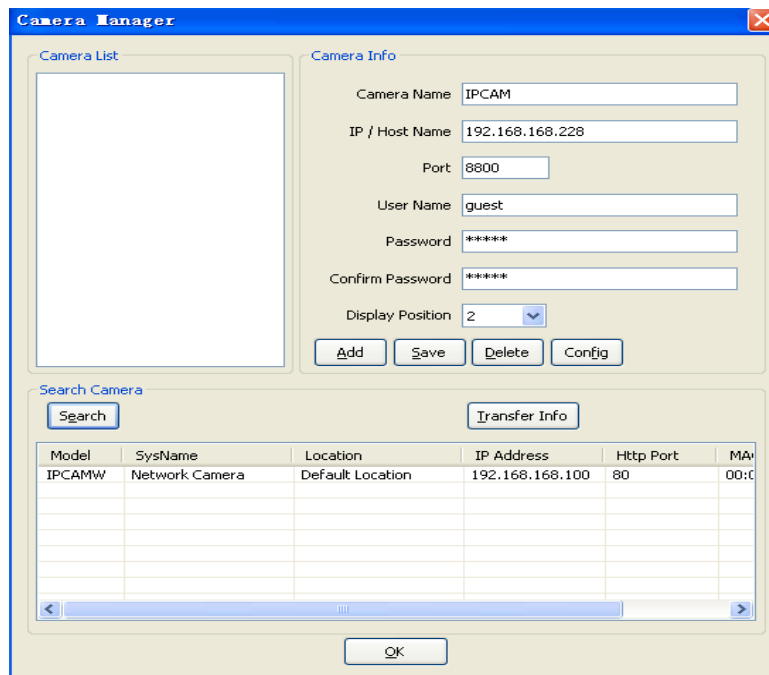 Camera Manager
Camera List
Camera Info
Camera Name IPCAM
IP / Host Name 192.168.168.228
Port 8800
User Name guest
Password *****
Confirm Password *****
Display Position 2
Add Save Delete Config
Search Camera
Search Transfer Info
Model SysName Location IP Address Http Port
IPCAMW Network Camera Default Location 192.168.168.100 80
OK